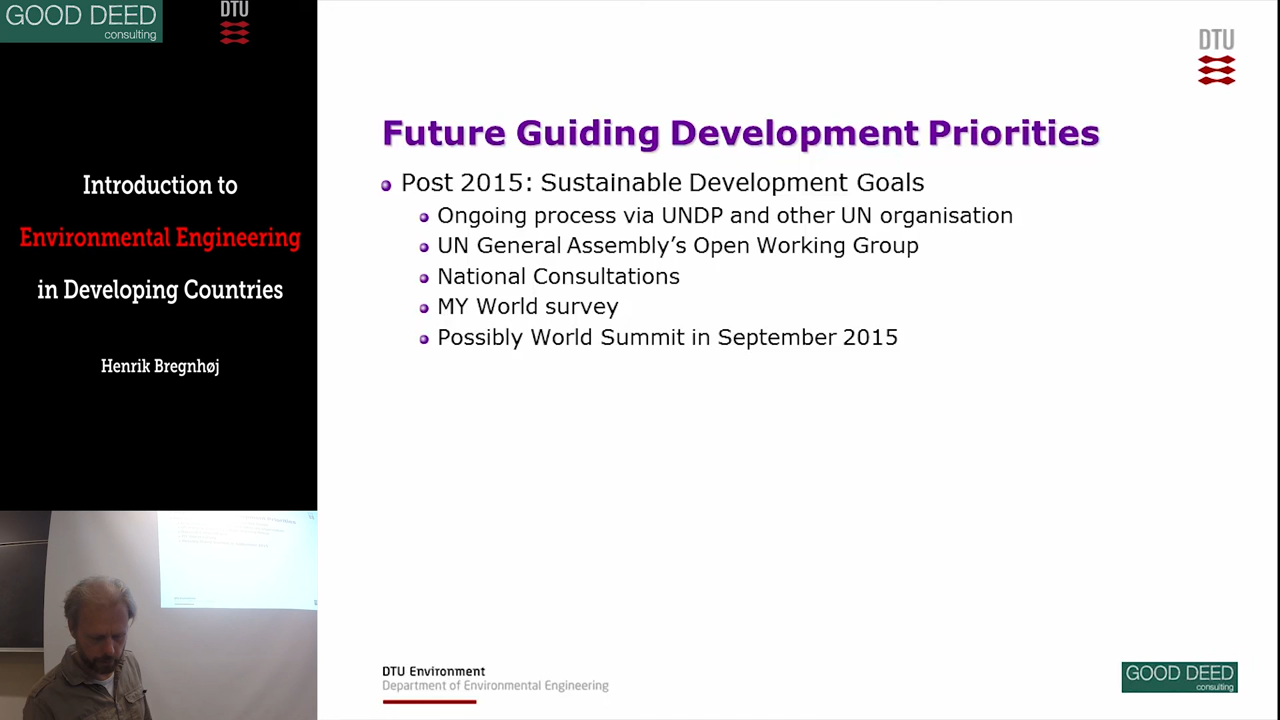 GOOD DEED
consulting
DTU
Introduction to
Environmental Engineering
in Developing Countries
Henrik Bregnhøj
DTU
Future Guiding Development Priorities
Post 2015: Sustainable Development Goals
Ongoing process via UNDP and other UN organisation
UN General Assembly’s Open Working Group
National Consultations
MY World survey
Possibly World Summit in September 2015
DTU Environment
Department of Environmental Engineering
GOOD DEED
consulting